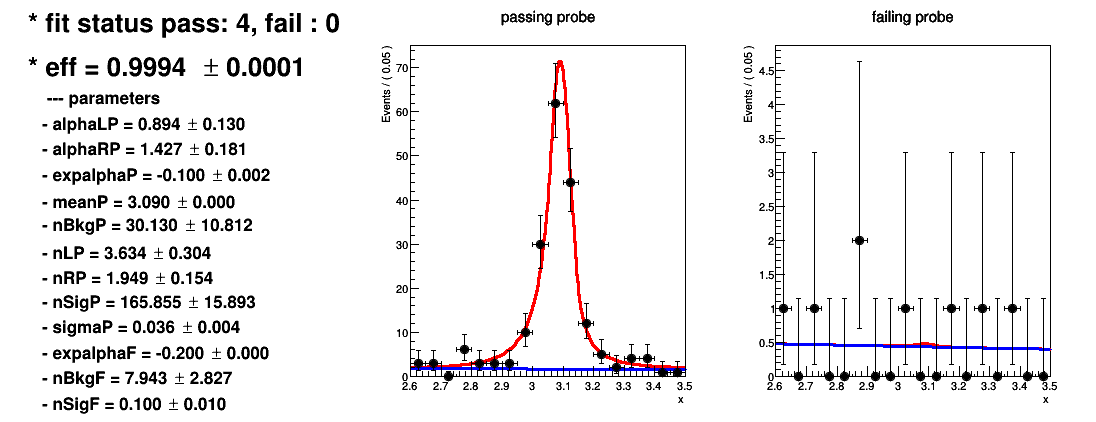 * fit status pass: 4, fail : 0
* eff = 0.9994 ± 0.0001
--- parameters
- alphaLP = 0.894 ± 0.130
- alphaRP = 1.427 ± 0.181
- expalphaP = -0.100 ± 0.002
- meanP = 3.090 ± 0.000
- nBkgP = 30.130 ± 10.812
- nLP = 3.634 ± 0.304
- nRP = 1.949 ± 0.154
- nSigP = 165.855 ± 15.893
- sigmaP = 0.036 ± 0.004
- expalphaF = -0.200 ± 0.000
- nBkgF = 7.943 ± 2.827
- nSigF = 0.100 ± 0.010
passing probe
Events / ( 0.05 )
70
60
50
40
30
20
10
0
2.6 2.7 2.8 2.9 3 3.1 3.2 3.3 3.4 3.5
x
failing probe
Events / ( 0.05 )
4.5
4
3.5
3
2.5
2
1.5
1
0.5
0
2.6 2.7 2.8 2.9 3 3.1 3.2 3.3 3.4 3.5
x